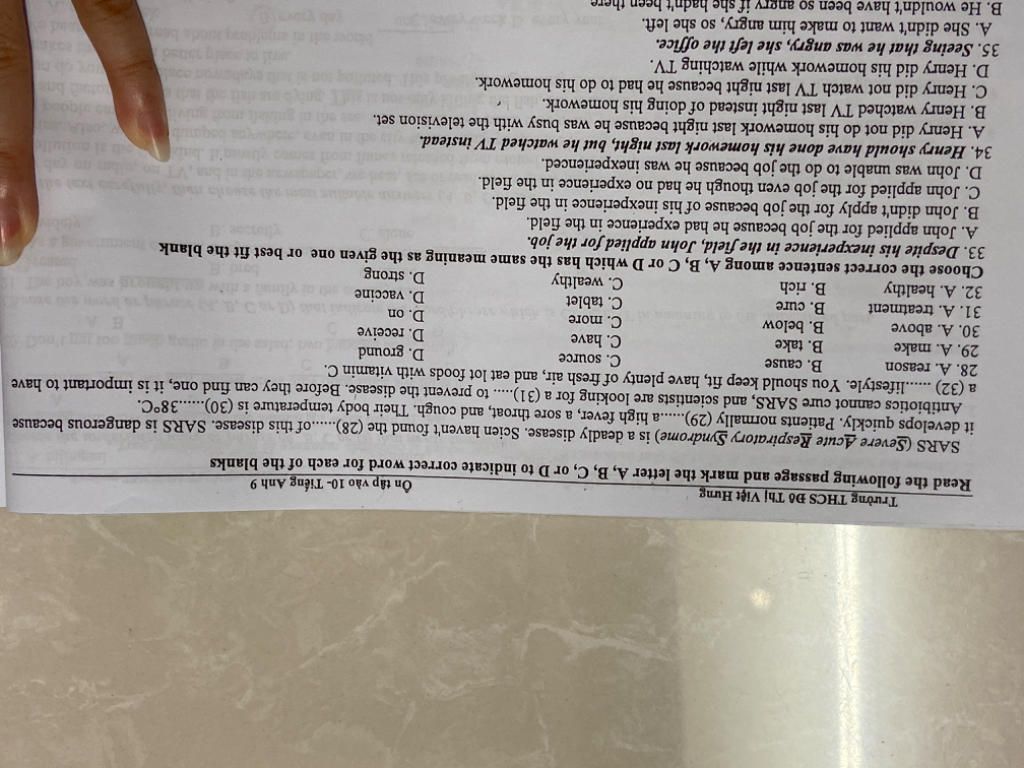 Trường THCS Đô Thị Việt Hưng Ôn tập vào 10- Tiếng Anh 9
Read the following passage and mark the letter A, B, C, or D to indicate correct word for each of the blanks
SARS (Severe Acute Respiratory Syndrome) is a deadly disease. Scien haven't found the (28)......of this disease. SARS is dangerous because
it develops quickly. Patients normally (29)......a high fever, a sore throat, and cough. Their body temperature is (30)......38ºC.
Antibiotics cannot cure SARS, and scientists are looking for a (31)..... to prevent the disease. Before they can find one, it is important to have
a (32) ......lifestyle. You should keep fit, have plenty of fresh air, and eat lot foods with vitamin C.
28. A. reason B. cause C. source D. ground
29. A. make B. take C. have D. receive
30. A. above B. below C. more D. on
31. A. treatment B. cure C. tablet D. vaccine
32. A. healthy B. rich C. wealthy D. strong
Choose the correct sentence among A, B, C or D which has the same meaning as the given one or best fit the blank
33. Despite his inexperience in the field, John applied for the job.
A. John applied for the job because he had experience in the field.
B. John didn't apply for the job because of his inexperience in the field.
C. John applied for the job even though he had no experience in the field.
D. John was unable to do the job because he was inexperienced.
34. Henry should have done his homework last night, but he watched TV instead.
A. Henry did not do his homework last night because he was busy with the television set.
B. Henry watched TV last night instead of doing his homework.
C. Henry did not watch TV last night because he had to do his homework.
D. Henry did his homework while watching TV.
35. Seeing that he was angry, she left the office.
A. She didn't want to make him angry, so she left.
B. He wouldn't have been so angry if she hadn't been there